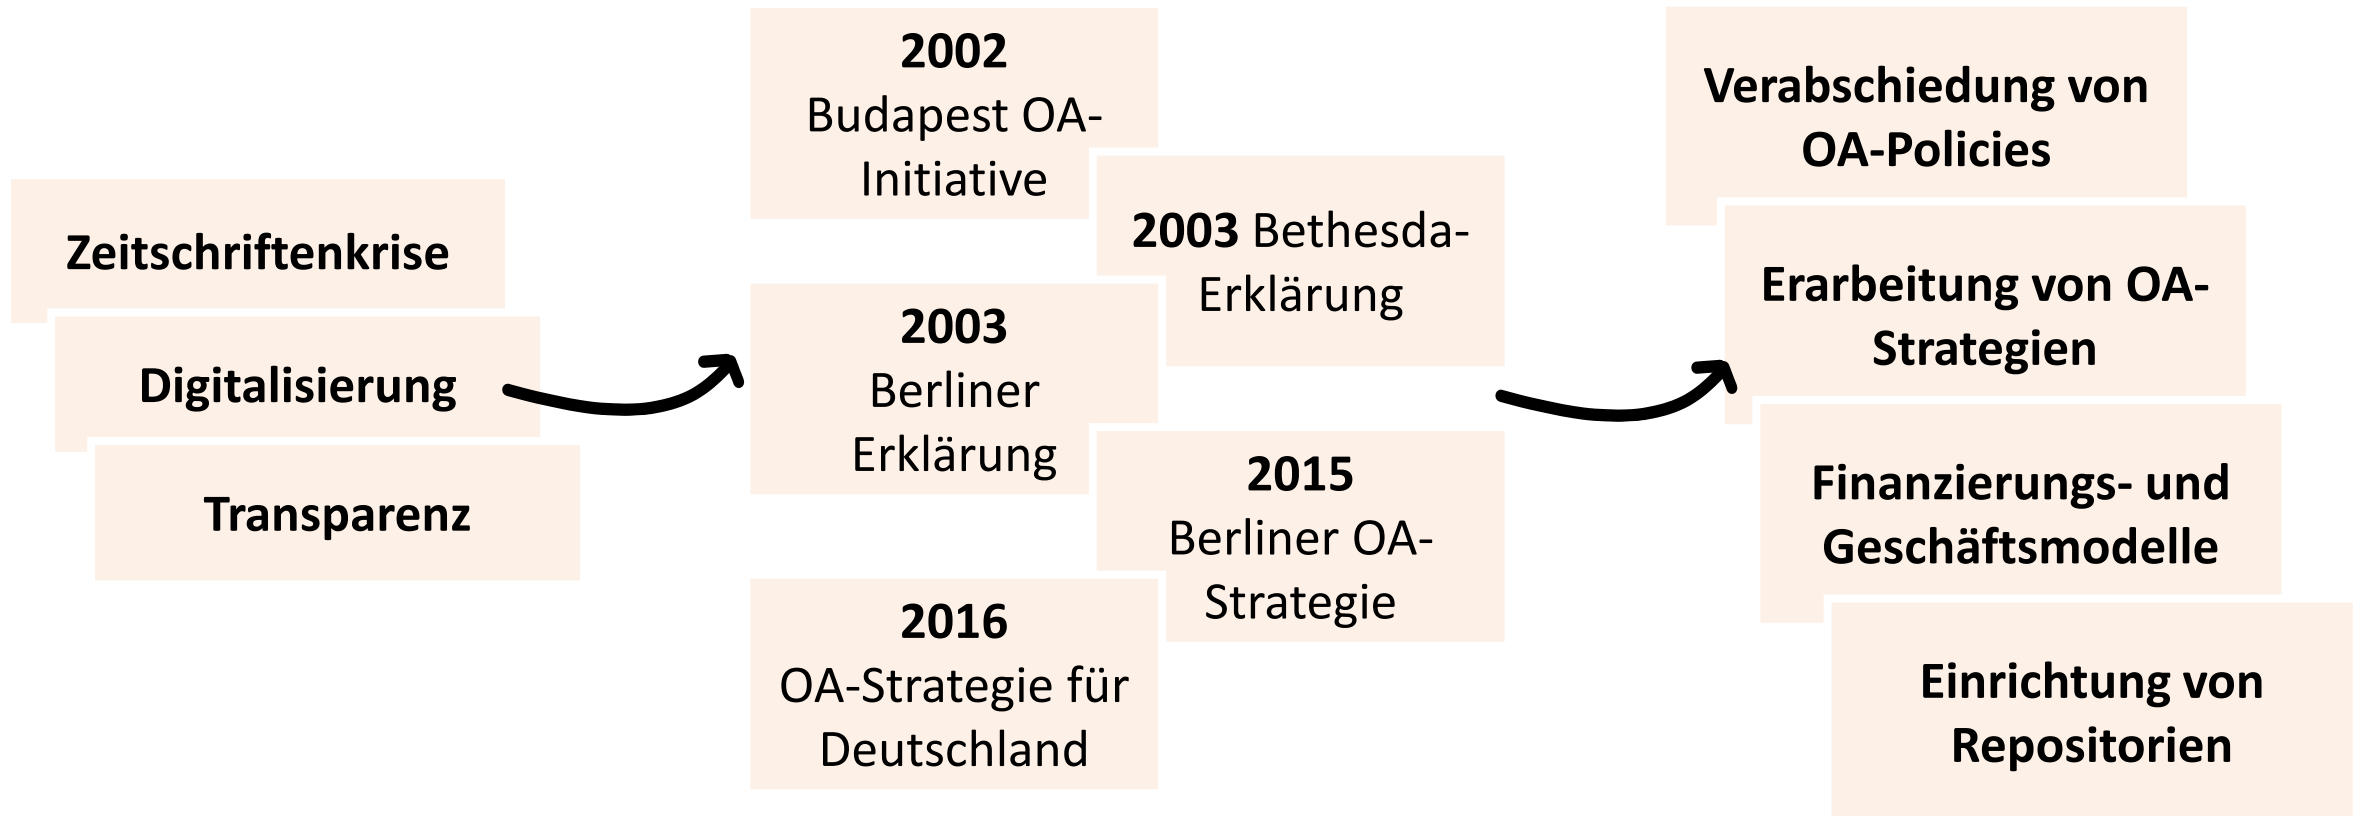 Zeitschriftenkrise
Digitalisierung
Transparenz
2002
Budapest OA-
Initiative
2003 Bethesda-
Erklärung
2003
Berliner
Erklärung
2015
Berliner OA-
Strategie
2016
OA-Strategie für
Deutschland
Verabschiedung von
OA-Policies
Erarbeitung von OA-
Strategien
Finanzierungs- und
Geschäftsmodelle
Einrichtung von
Repositorien